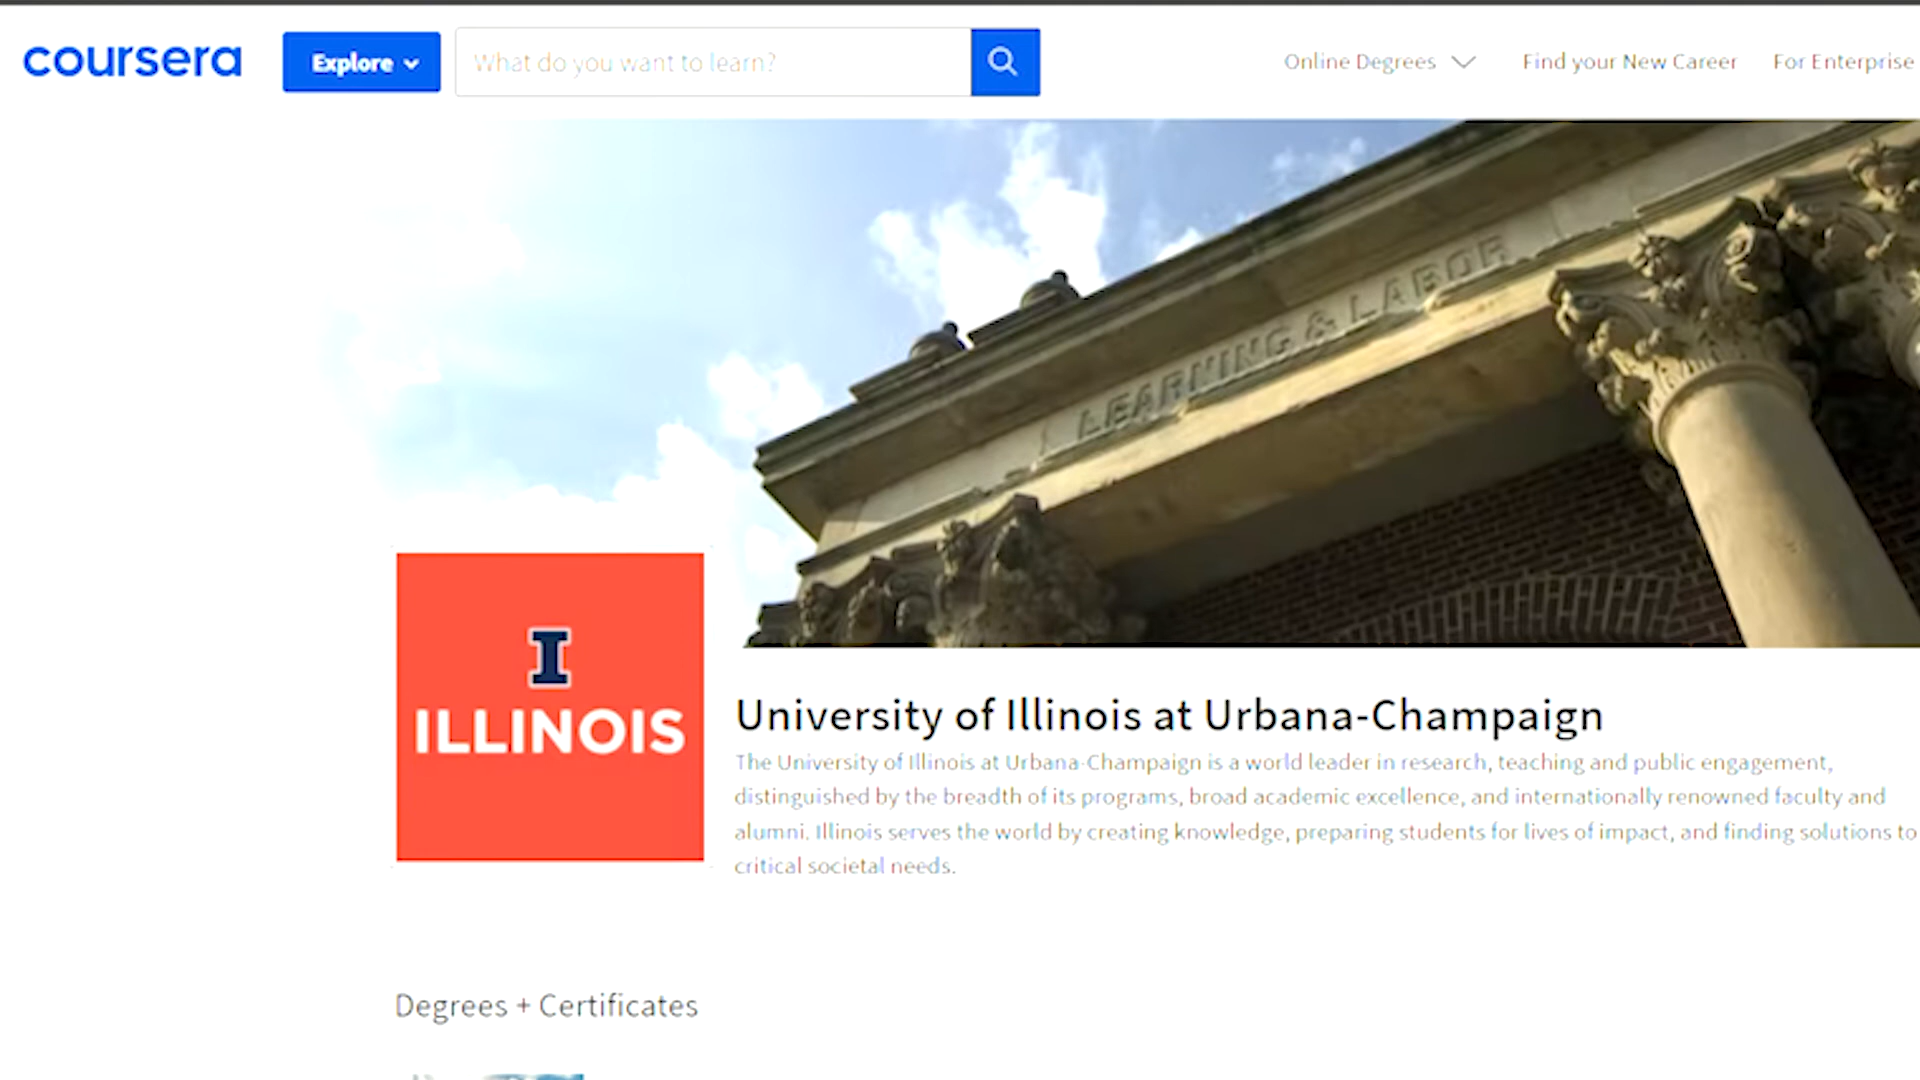 coursera
Explore
What do you want to learn?
Online Degrees
Find your New Career
For Enterprise
LEARNING & LABOR
I
ILLINOIS
University of Illinois at Urbana-Champaign
The University of Illinois at Urbana-Champaign is a world leader in research, teaching and public engagement,
distinguished by the breadth of its programs, broad academic excellence, and internationally renowned faculty and
alumni. Illinois serves the world by creating knowledge, preparing students for lives of impact, and finding solutions to
critical societal needs.
Degrees + Certificates